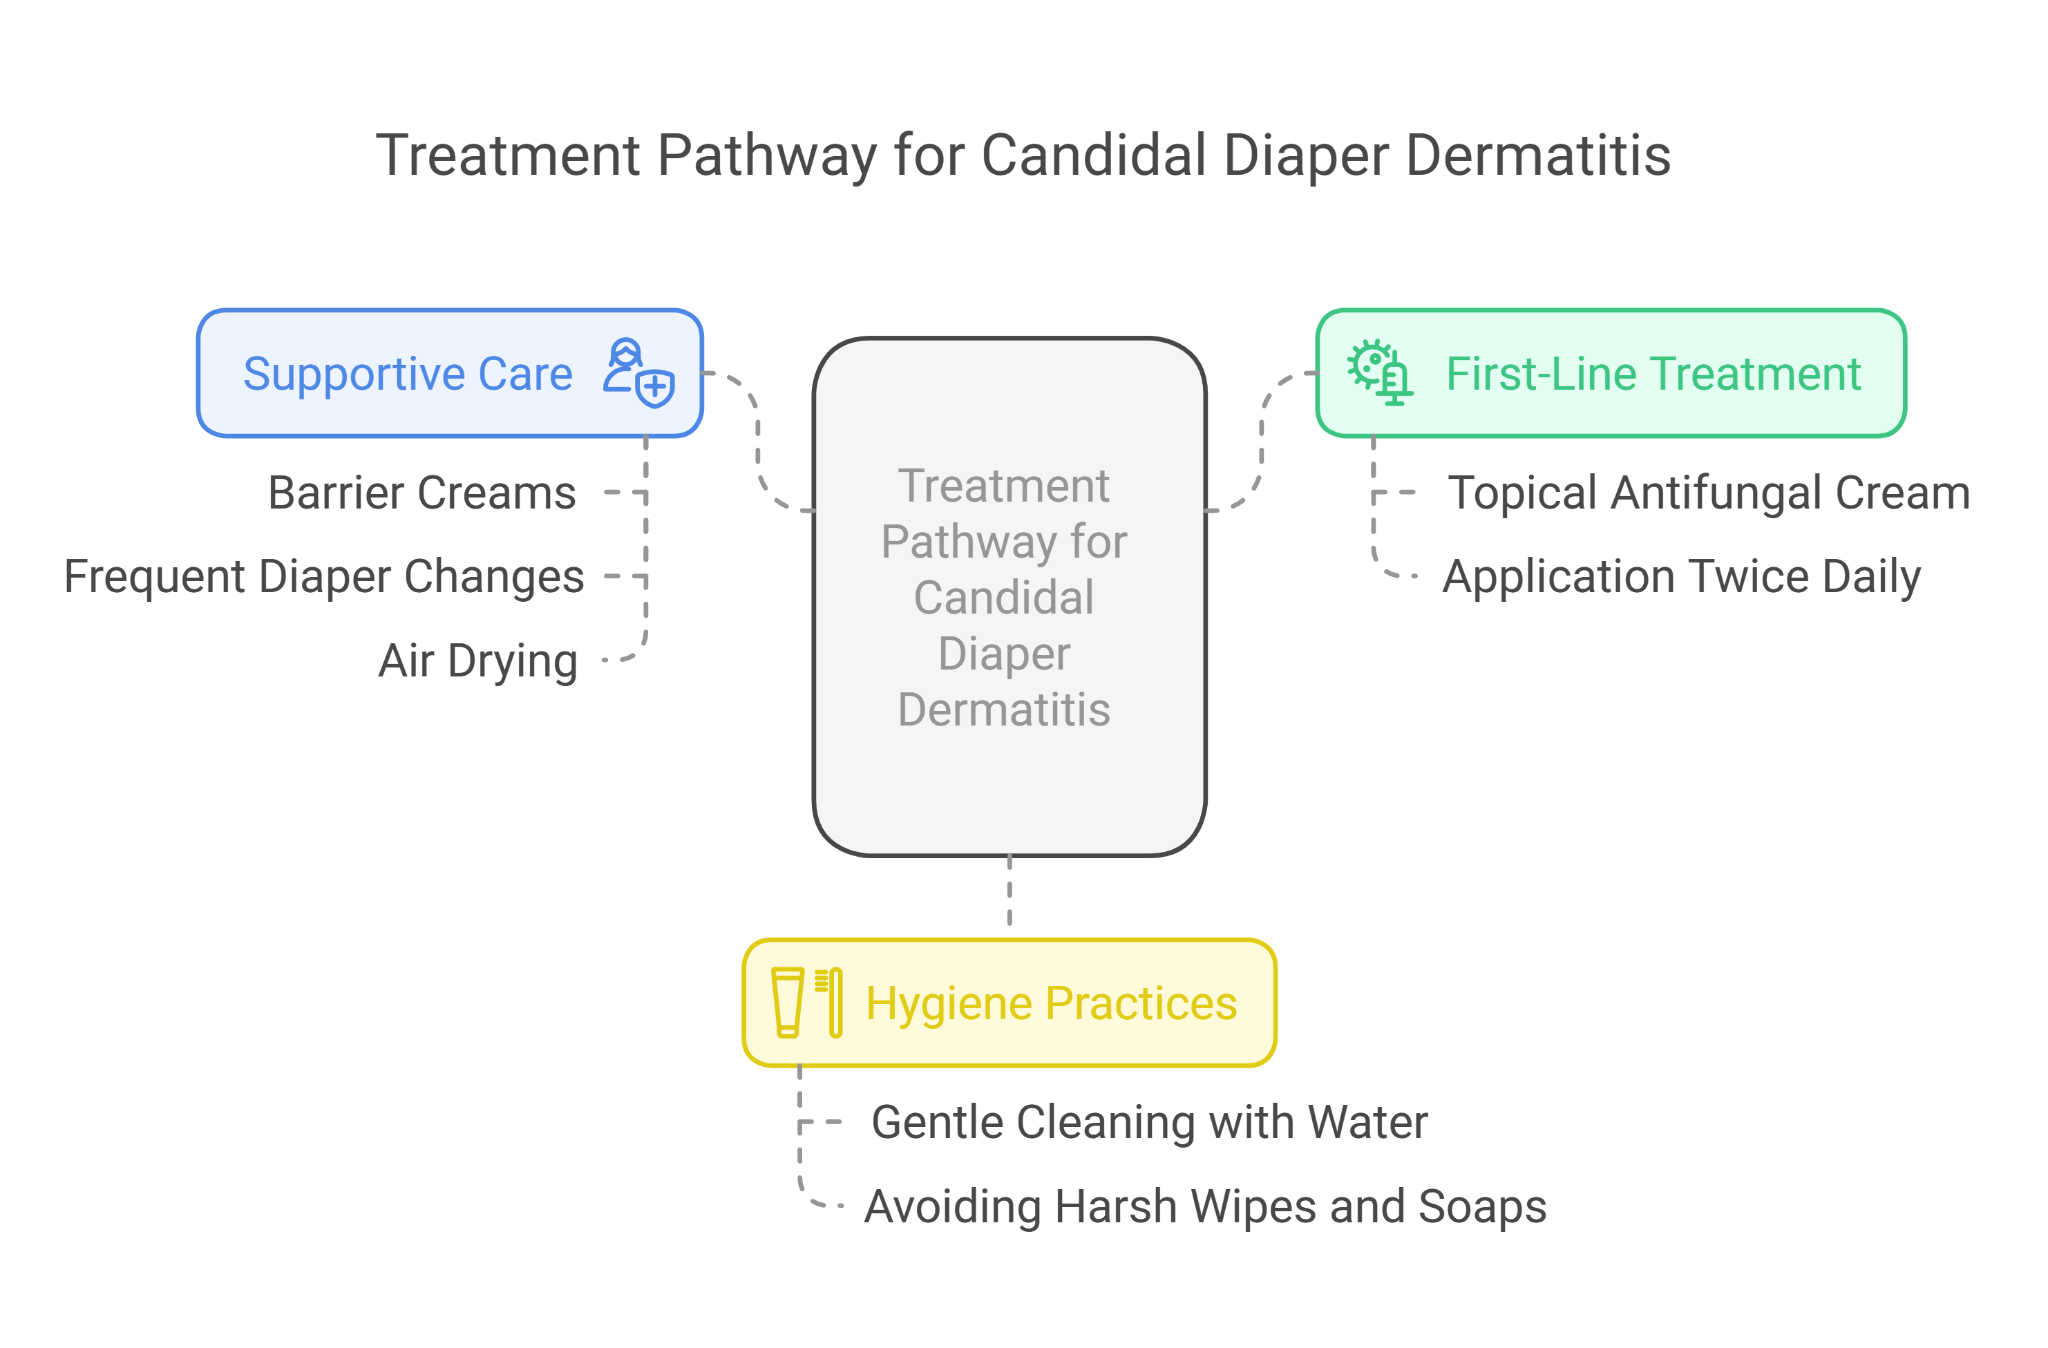 Treatment Pathway for Candidal Diaper Dermatitis
Supportive Care
Barrier Creams
Frequent Diaper Changes
Air Drying
Treatment
Pathway for
Candidal
Diaper
Dermatitis
First-Line Treatment
Topical Antifungal Cream
Application Twice Daily
Hygiene Practices
Gentle Cleaning with Water
Avoiding Harsh Wipes and Soaps